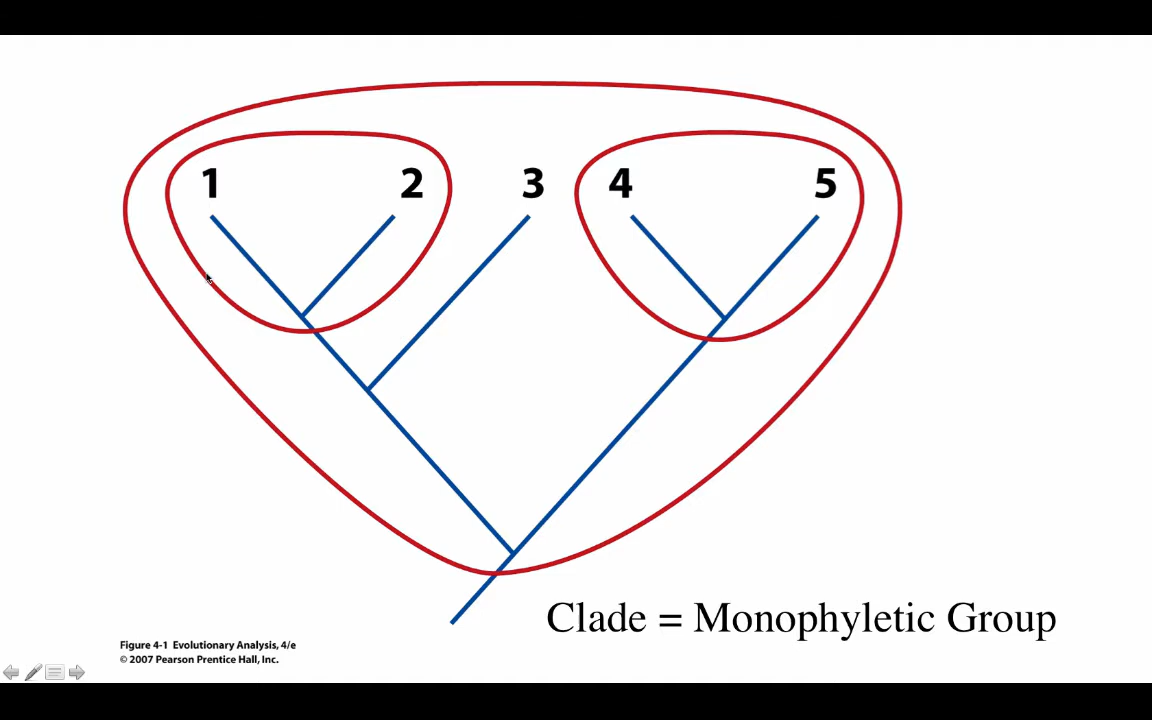 1 2 3 4 5
Clade = Monophyletic Group
Figure 4-1 Evolutionary Analysis, 4/e
© 2007 Pearson Prentice Hall, Inc.